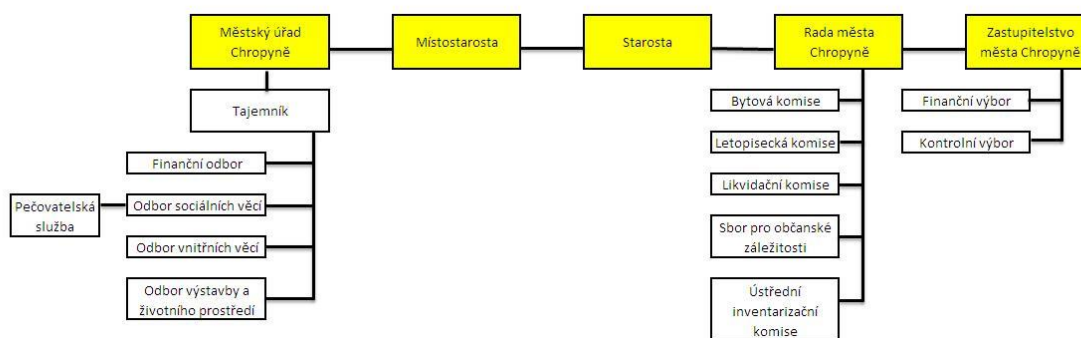 Městský úřad
Chropyně
Místostarosta
Starosta
Rada města
Chropyně
Zastupitelstvo
města Chropyně
Tajemník
Finanční odbor
Pečovatelská
služba
Odbor sociálních věcí
Odbor vnitřních věcí
Odbor výstavby a
životního prostředí
Bytová komise
Letopisecká komise
Likvidační komise
Sbor pro občanské
záležitosti
Ústřední
inventarizační
komise
Finanční výbor
Kontrolní výbor